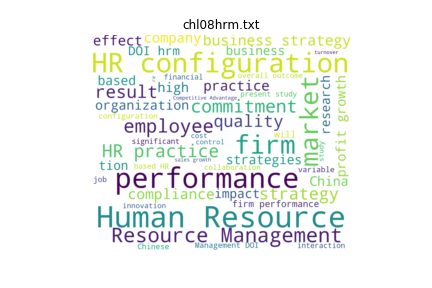 chl08hrm.txt
effect company business strategy turnover
DOI hrm business
HR configuration
based financial overall outcome
result high practice
Competitive Advantage present study
organization commitment market research
configuration employee quality profit growth
significant cost control will
HR practice firm study
tion strategies
sales growth based HR collaboration variable
job performance China
compliance impact strategy
innovation firm performance
Human Resource
Resource Management
Chinese Management DOI interaction